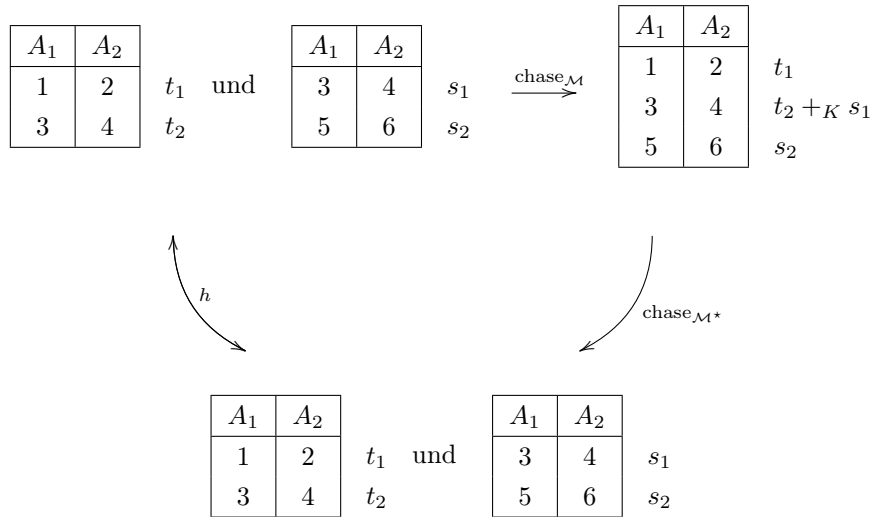 A₁ A₂ A₁ A₂ A₁ A₂
1 2 t₁ und 3 4 s₁ chase_ℳ 1 2 t₁
3 4 t₂ 5 6 s₂ 3 4 t₂ +_K s₁
5 6 s₂
h
chase_ℳ⋆
A₁ A₂ A₁ A₂
1 2 t₁ und 3 4 s₁
3 4 t₂ 5 6 s₂